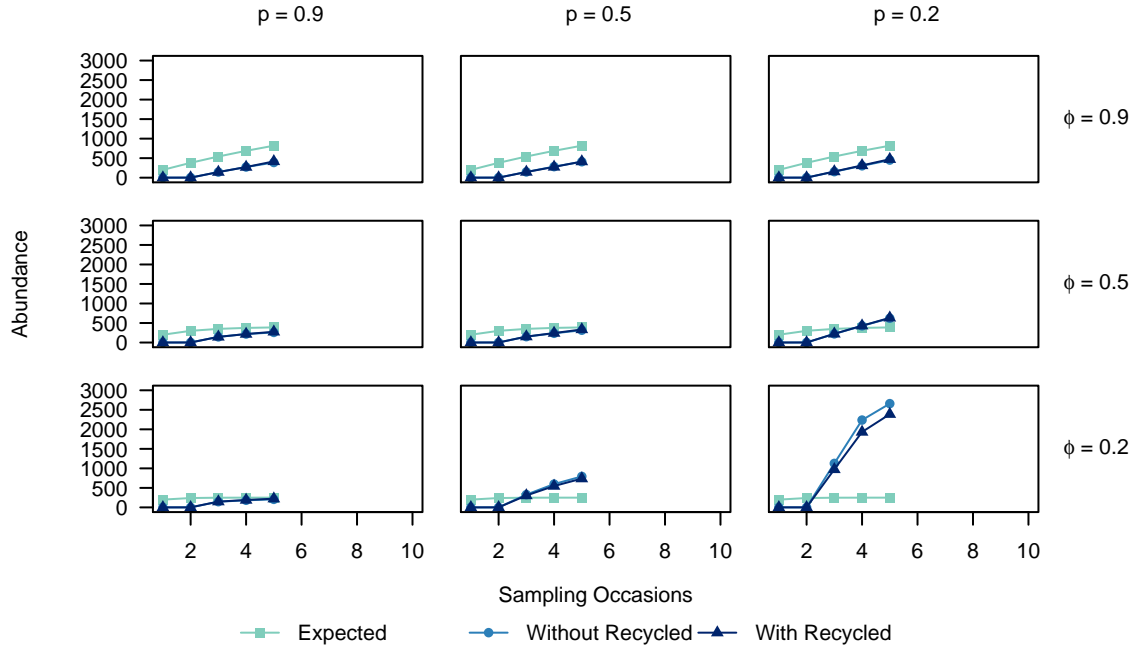 p = 0.9 p = 0.5 p = 0.2
3000
2500
2000
1500
1000
500
0
ϕ = 0.9
3000
2500
2000
1500
1000
500
0
ϕ = 0.5
Abundance
3000
2500
2000
1500
1000
500
0
ϕ = 0.2
2 4 6 8 10 2 4 6 8 10 2 4 6 8 10
Sampling Occasions
Expected Without Recycled With Recycled